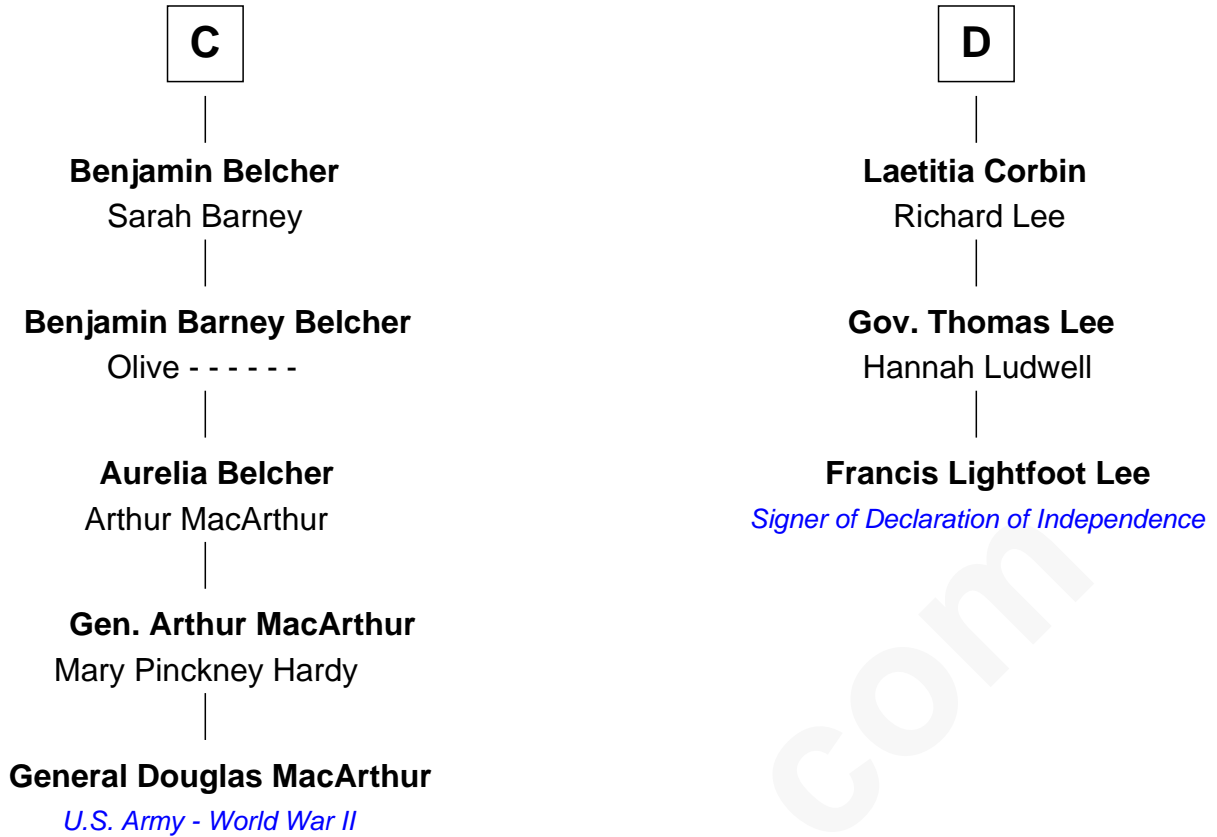 C
Benjamin Belcher
Sarah Barney
Benjamin Barney Belcher
Olive - - - - - -
Aurelia Belcher
Arthur MacArthur
Gen. Arthur MacArthur
Mary Pinckney Hardy
General Douglas MacArthur
U.S. Army - World War II
D
Laetitia Corbin
Richard Lee
Gov. Thomas Lee
Hannah Ludwell
Francis Lightfoot Lee
Signer of Declaration of Independence
com